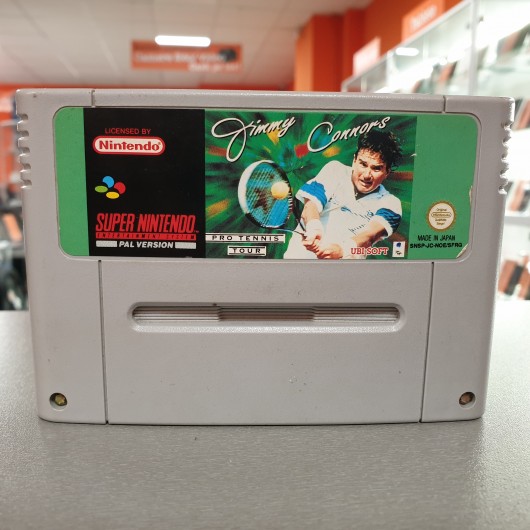 LICENSED BY
Nintendo
SUPER NINTENDO
ENTERTAINMENT SYSTEM
PAL VERSION
Jimmy Connors
PRO TENNIS
TOUR
UBI SOFT
MADE IN JAPAN
SNSP-JC-NOE/SFRG